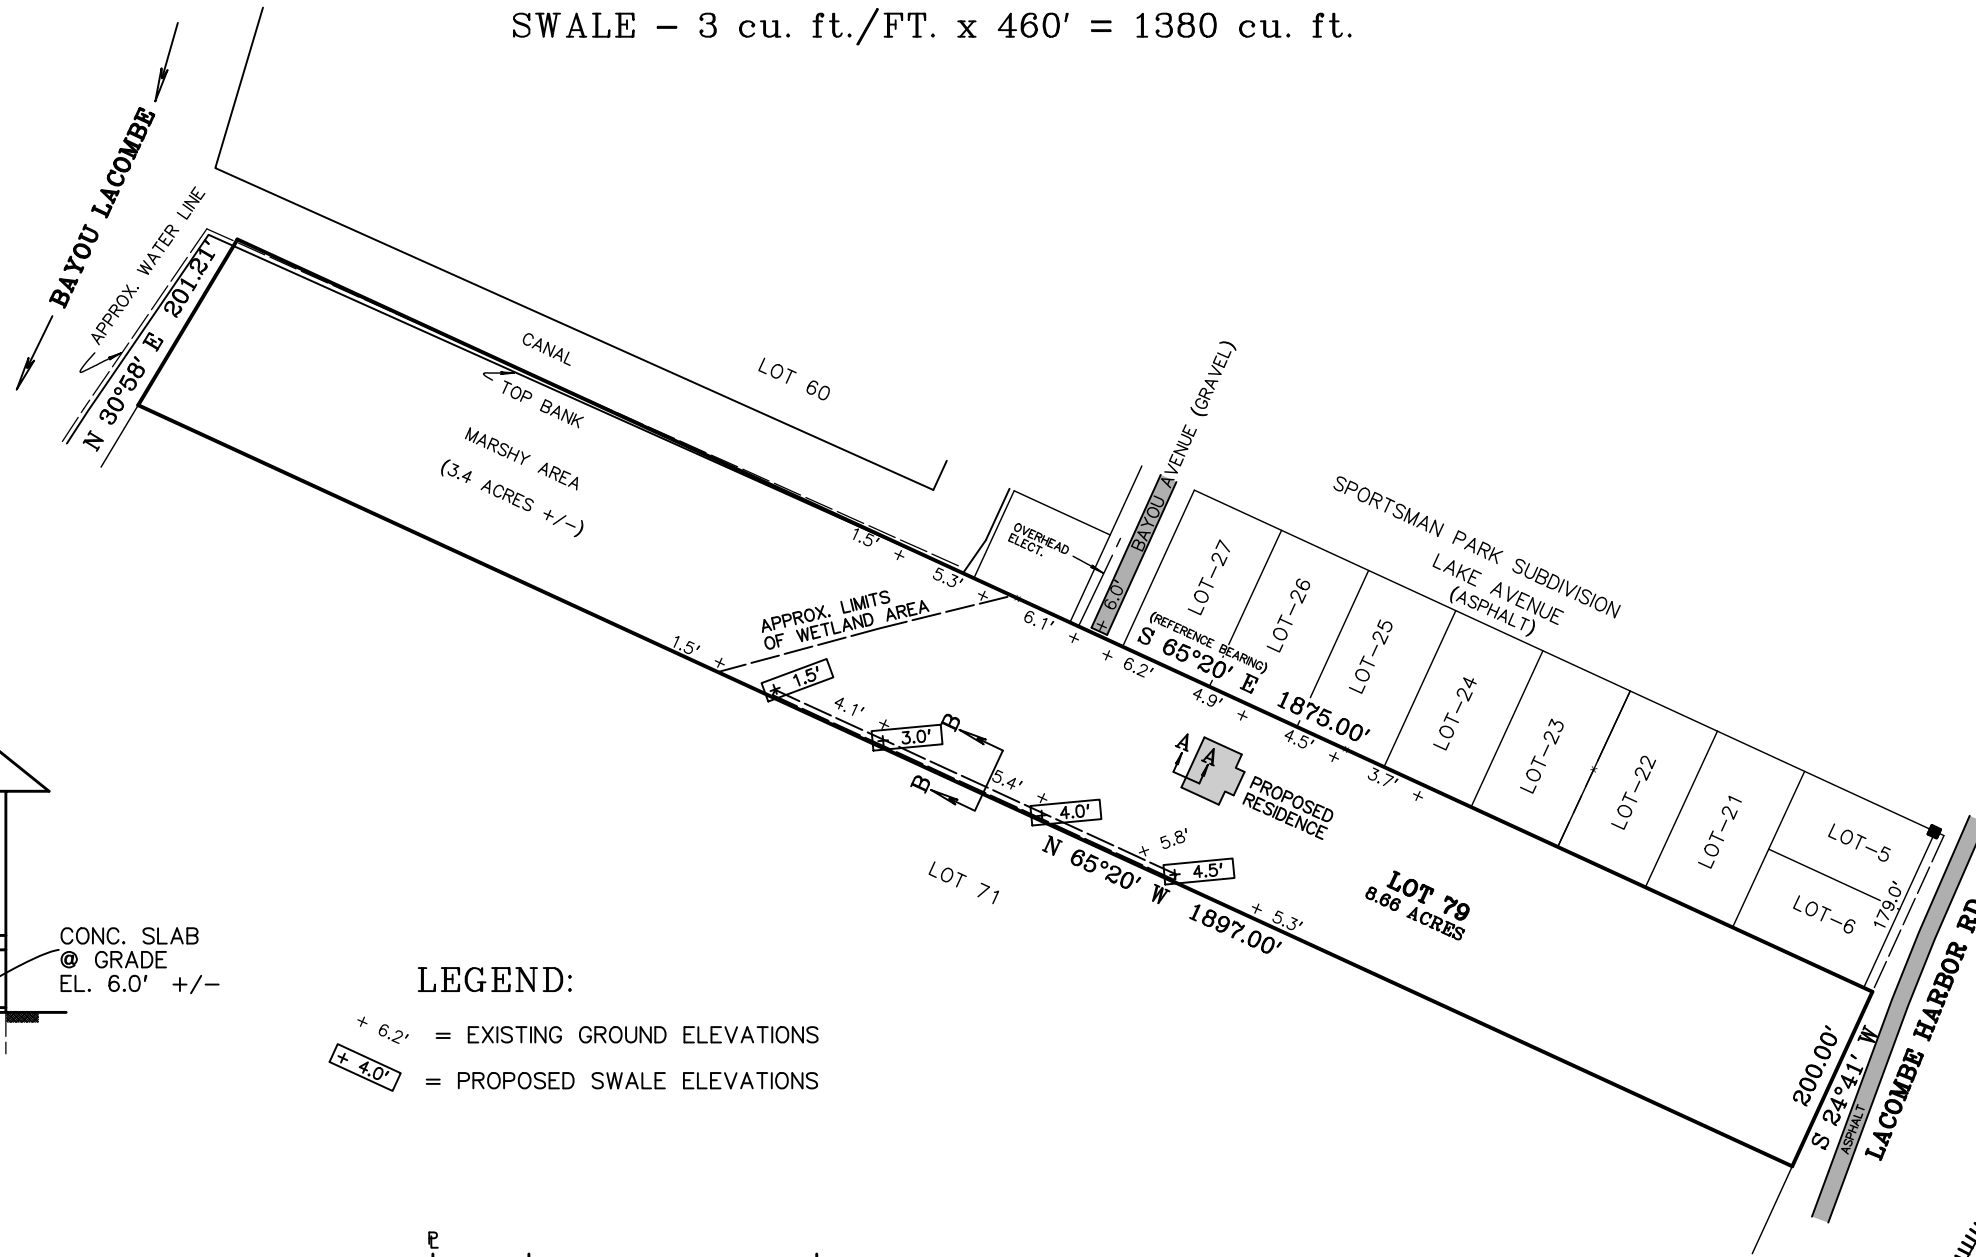 SWALE – 3 cu. ft./FT. x 460' = 1380 cu. ft.
BAYOU LACOMBE
APPROX. WATER LINE
N 30°58' E 201.21'
CANAL
TOP BANK
LOT 60
MARSHY AREA
(3.4 ACRES +/–)
BAYOU AVENUE (GRAVEL)
OVERHEAD
ELECT.
6.0'
SPORTSMAN PARK SUBDIVISION
LAKE AVENUE
(ASPHALT)
LOT–27
LOT–26
LOT–25
LOT–24
LOT–23
LOT–22
LOT–21
LOT–5
LOT–6
179.0'
(REFERENCE BEARING)
S 65°20' E 1875.00'
1.5'
5.3'
6.1'
6.2'
4.9'
4.5'
3.7'
APPROX. LIMITS
OF WETLAND AREA
1.5'
1.5'
4.1'
3.0'
B
B
5.4'
4.0'
5.8'
4.5'
5.3'
A
A
PROPOSED
RESIDENCE
N 65°20' W 1897.00'
LOT 71
LOT 79
8.66 ACRES
200.00'
S 24°41' W
ASPHALT
LACOMBE HARBOR RD
CONC. SLAB
@ GRADE
EL. 6.0' +/–
LEGEND:
+ 6.2' = EXISTING GROUND ELEVATIONS
+ 4.0' = PROPOSED SWALE ELEVATIONS
PL